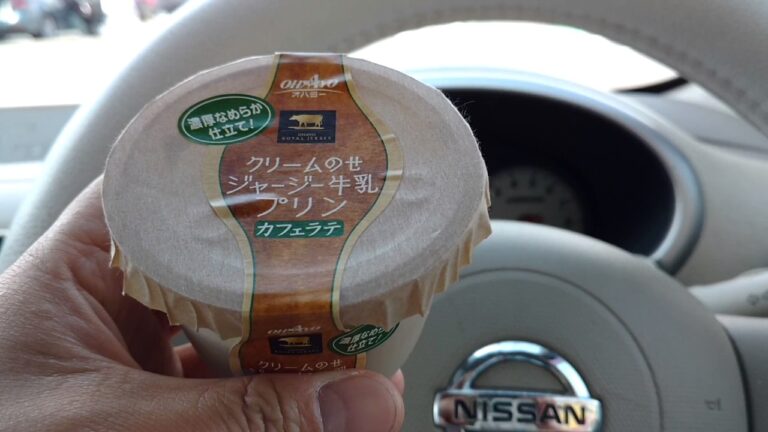 OHAYO
オハヨー
濃厚なめらか
仕立て!
ROYAL JERSEY
クリームのせ
ジャージー牛乳
プリン
カフェラテ
OHAYO
濃厚なめらか
仕立て!
クリームのせ
NISSAN